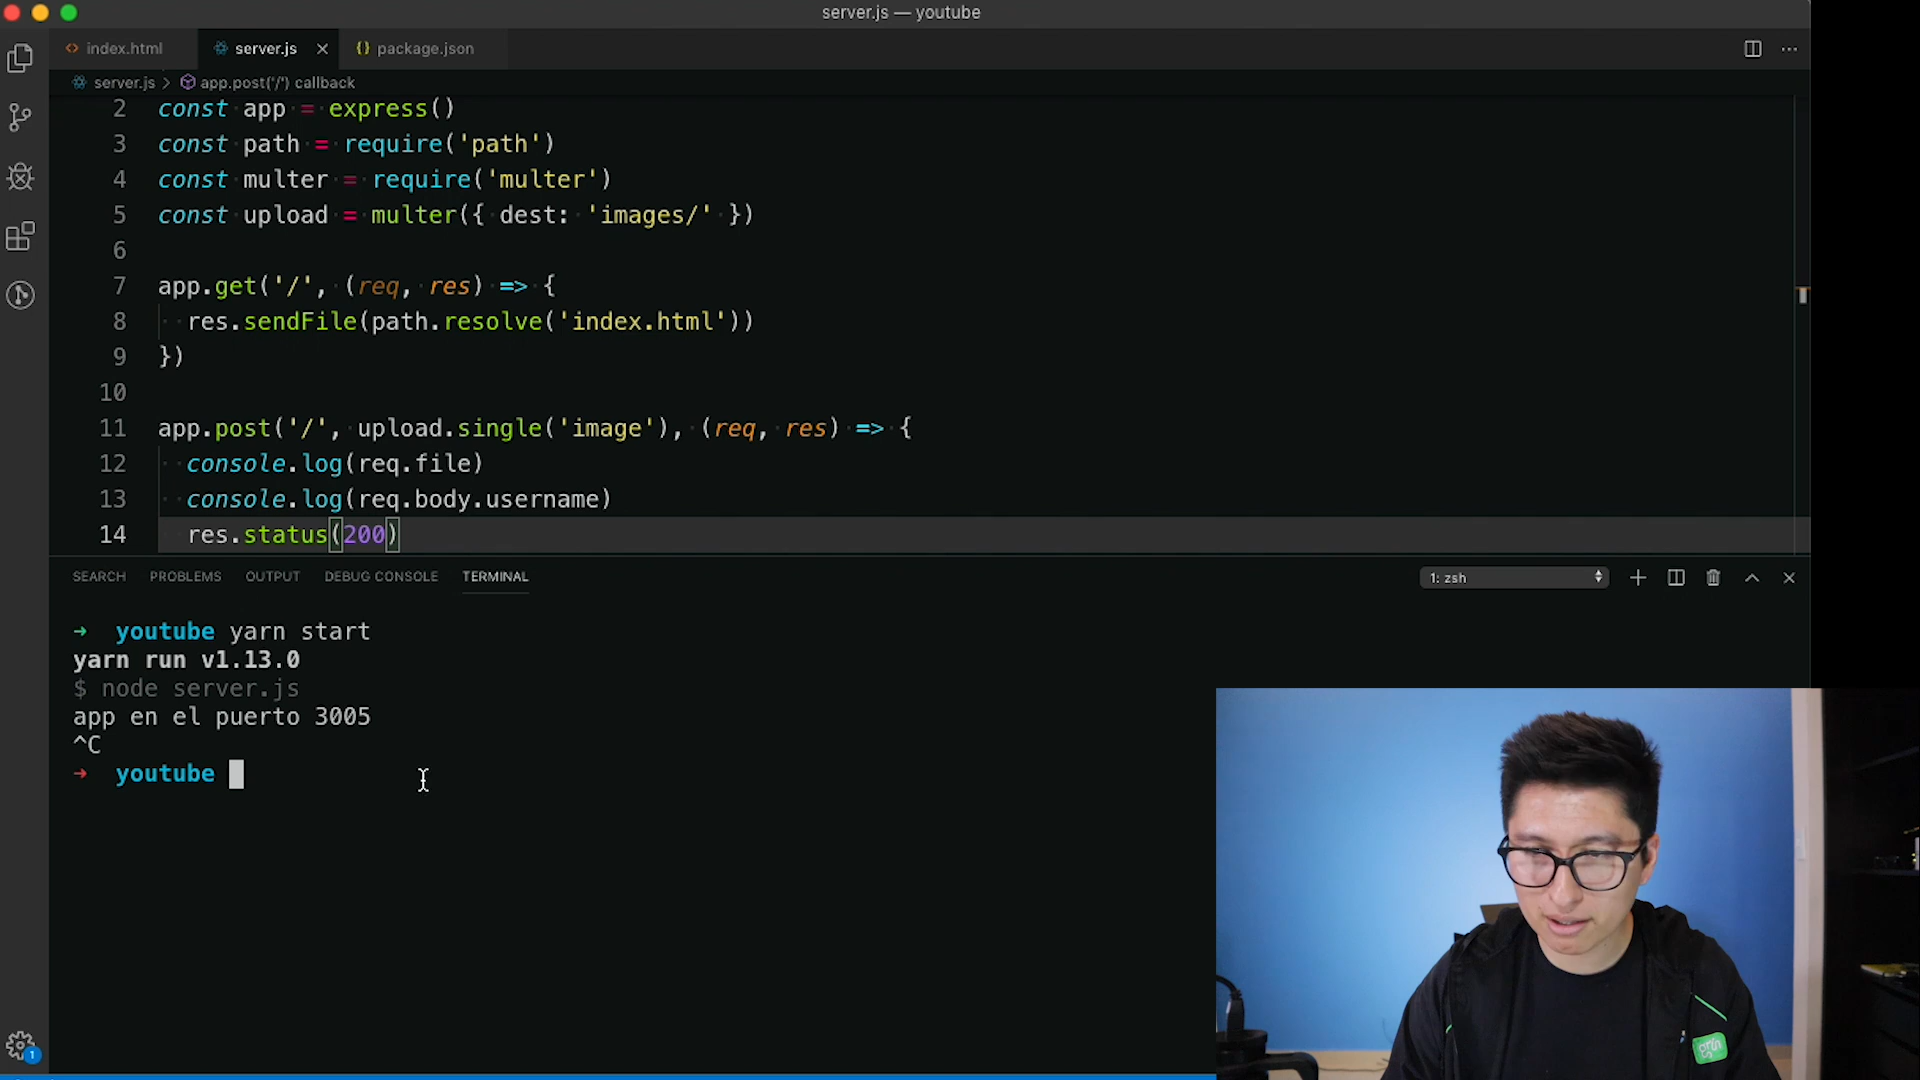 server.js — youtube
index.html
server.js
package.json
server.js > app.post('/') callback
2 const app = express()
3 const path = require('path')
4 const multer = require('multer')
5 const upload = multer({ dest: 'images/' })
6
7 app.get('/', (req, res) => {
8 res.sendFile(path.resolve('index.html'))
9 })
10
11 app.post('/', upload.single('image'), (req, res) => {
12 console.log(req.file)
13 console.log(req.body.username)
14 res.status(200)
SEARCH PROBLEMS OUTPUT DEBUG CONSOLE TERMINAL
1: zsh
➜ youtube yarn start
yarn run v1.13.0
$ node server.js
app en el puerto 3005
^C
➜ youtube
1